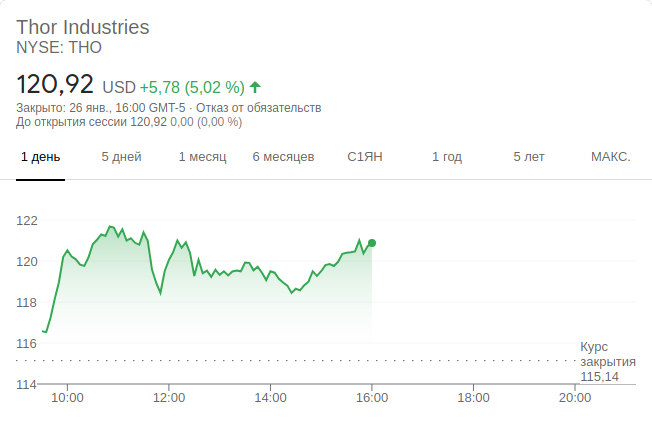 Thor Industries
NYSE: THO
120,92 USD +5,78 (5,02 %)
Закрыто: 26 янв., 16:00 GMT-5 · Отказ от обязательств
До открытия сессии 120,92 0,00 (0,00 %)
1 день 5 дней 1 месяц 6 месяцев С1ЯН 1 год 5 лет МАКС.
122
120
118
116
114
Курс
закрытия
115,14
10:00 12:00 14:00 16:00 18:00 20:00